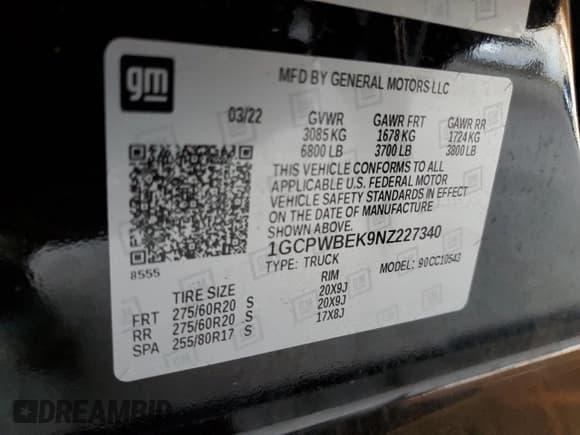 gm
MFD BY GENERAL MOTORS LLC
03/22 GVWR GAWR FRT GAWR RR
3085 KG 1678 KG 1724 KG
6800 LB 3700 LB 3800 LB
THIS VEHICLE CONFORMS TO ALL
APPLICABLE U.S. FEDERAL MOTOR
VEHICLE SAFETY STANDARDS IN EFFECT
ON THE DATE OF MANUFACTURE
SHOWN ABOVE.
8555
1GCPWBEK9NZ227340
TYPE: TRUCK MODEL: 90CC10543
TIRE SIZE RIM
FRT 275/60R20 S 20X9J
RR 275/60R20 S 20X9J
SPA 255/80R17 S 17X8J
DREAMBID